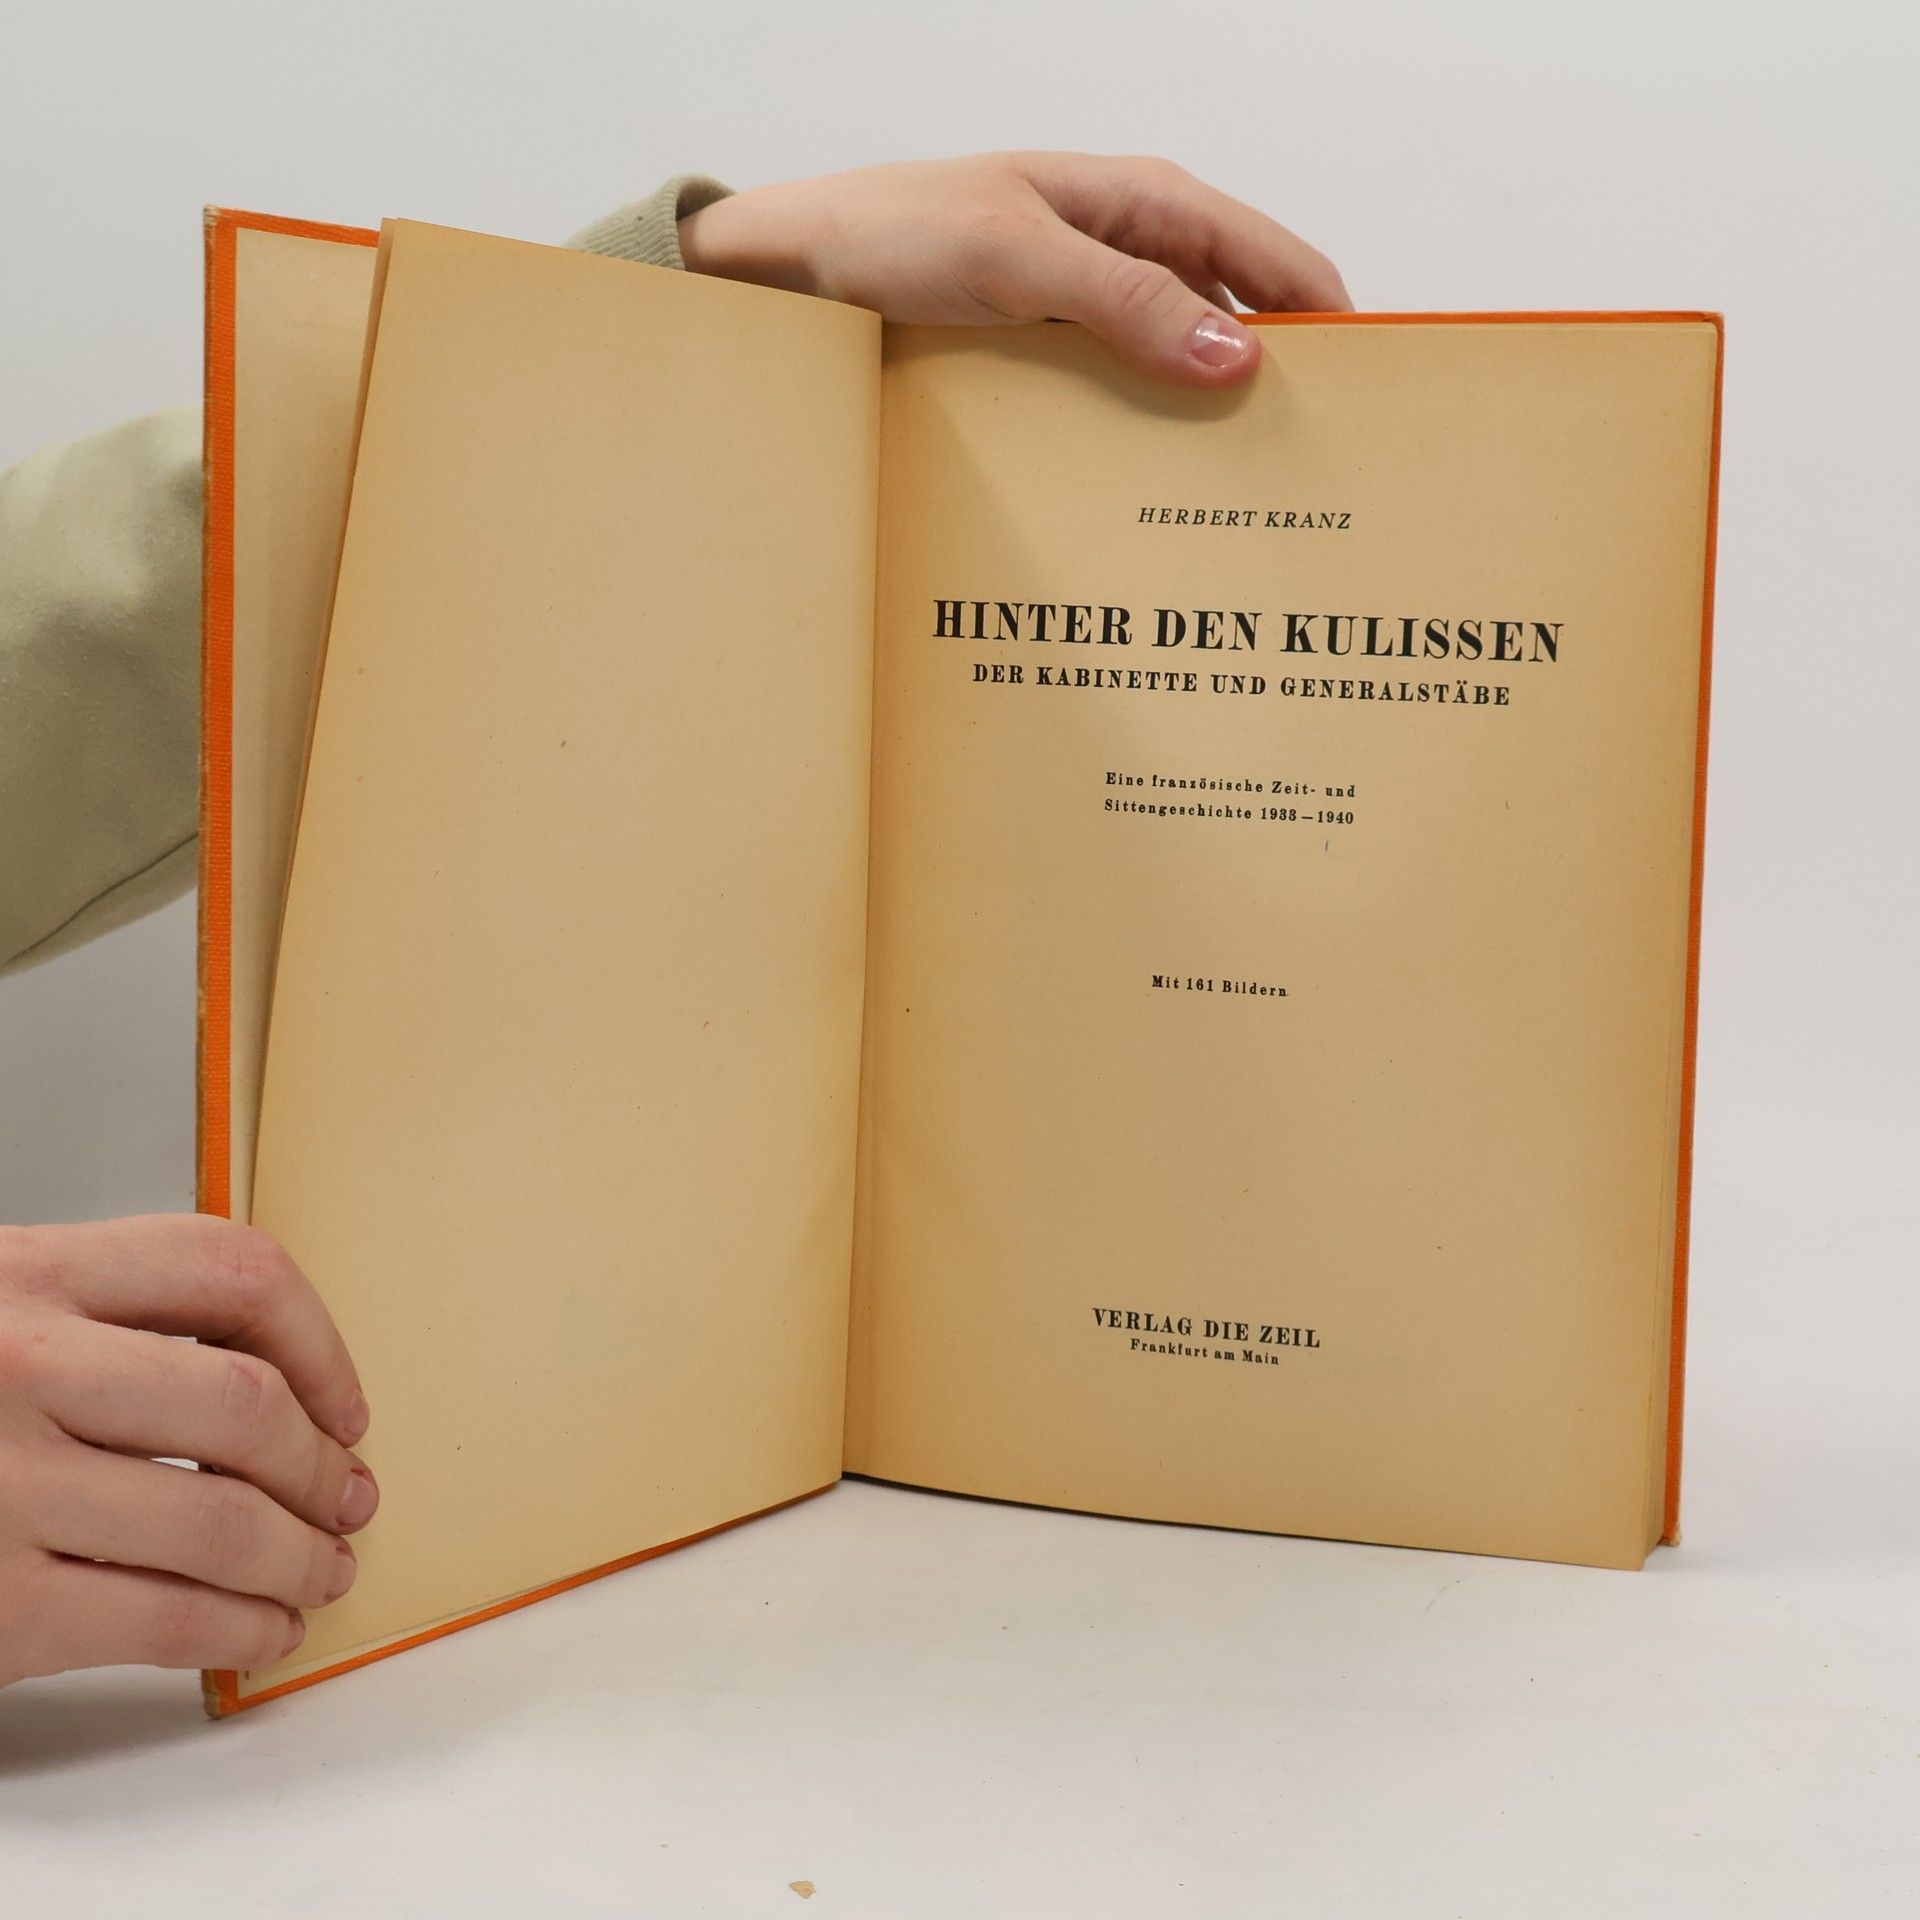 HERBERT KRANZ
HINTER DEN KULISSEN
DER KABINETTE UND GENERALSTÄBE
Eine französische Zeit- und
Sittengeschichte 1933–1940
Mit 161 Bildern
VERLAG DIE ZEIL
Frankfurt am Main